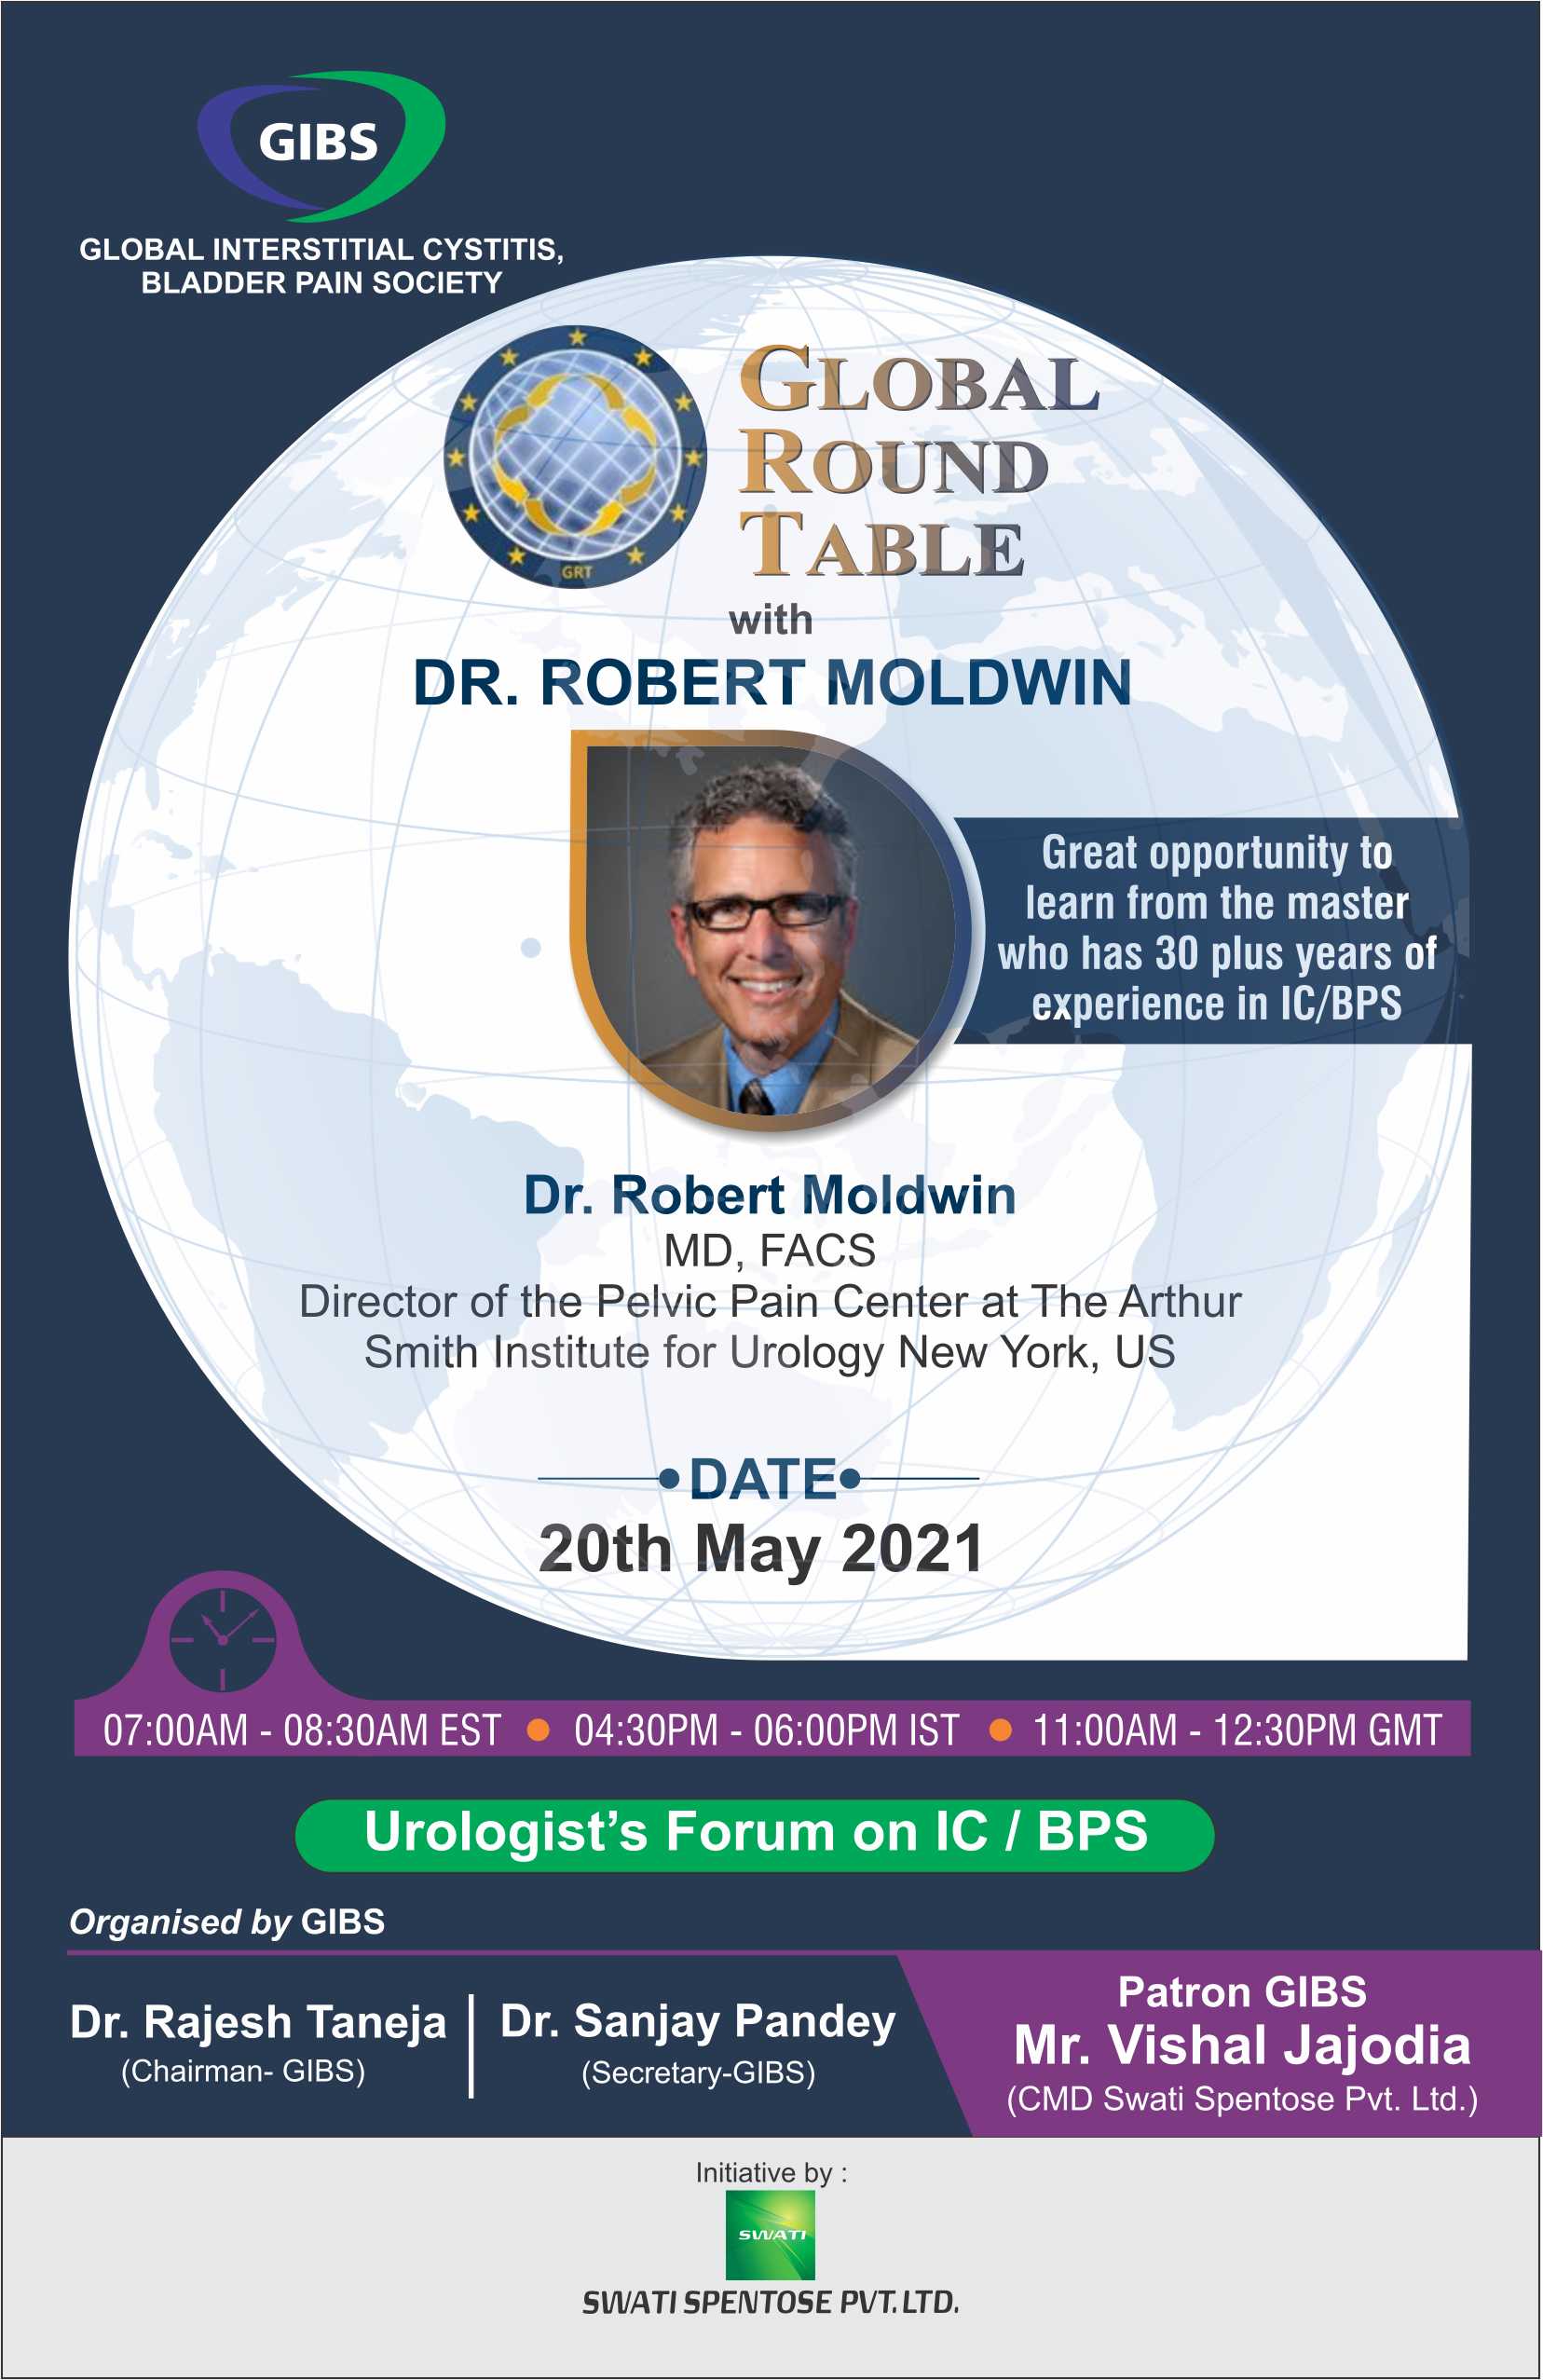 GIBS
GLOBAL INTERSTITIAL CYSTITIS,
BLADDER PAIN SOCIETY
GRT
GLOBAL
ROUND
TABLE
with
DR. ROBERT MOLDWIN
Great opportunity to
learn from the master
who has 30 plus years of
experience in IC/BPS
Dr. Robert Moldwin
MD, FACS
Director of the Pelvic Pain Center at The Arthur
Smith Institute for Urology New York, US
DATE
20th May 2021
07:00AM - 08:30AM EST ● 04:30PM - 06:00PM IST ● 11:00AM - 12:30PM GMT
Urologist’s Forum on IC / BPS
Organised by GIBS
Dr. Rajesh Taneja
(Chairman- GIBS)
Dr. Sanjay Pandey
(Secretary-GIBS)
Patron GIBS
Mr. Vishal Jajodia
(CMD Swati Spentose Pvt. Ltd.)
Initiative by :
SWATI
SWATI SPENTOSE PVT. LTD.